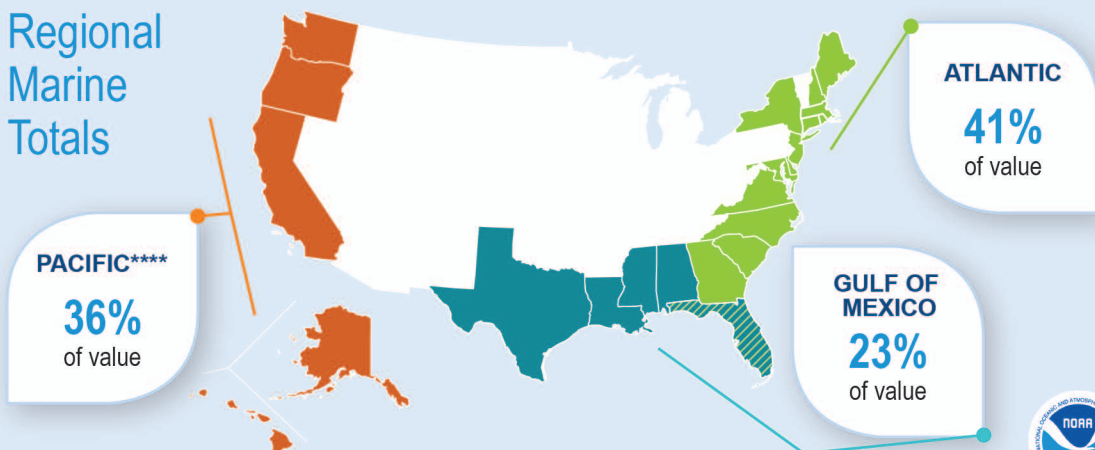 Regional
Marine
Totals
ATLANTIC
41%
of value
PACIFIC****
36%
of value
GULF OF
MEXICO
23%
of value
NOAA